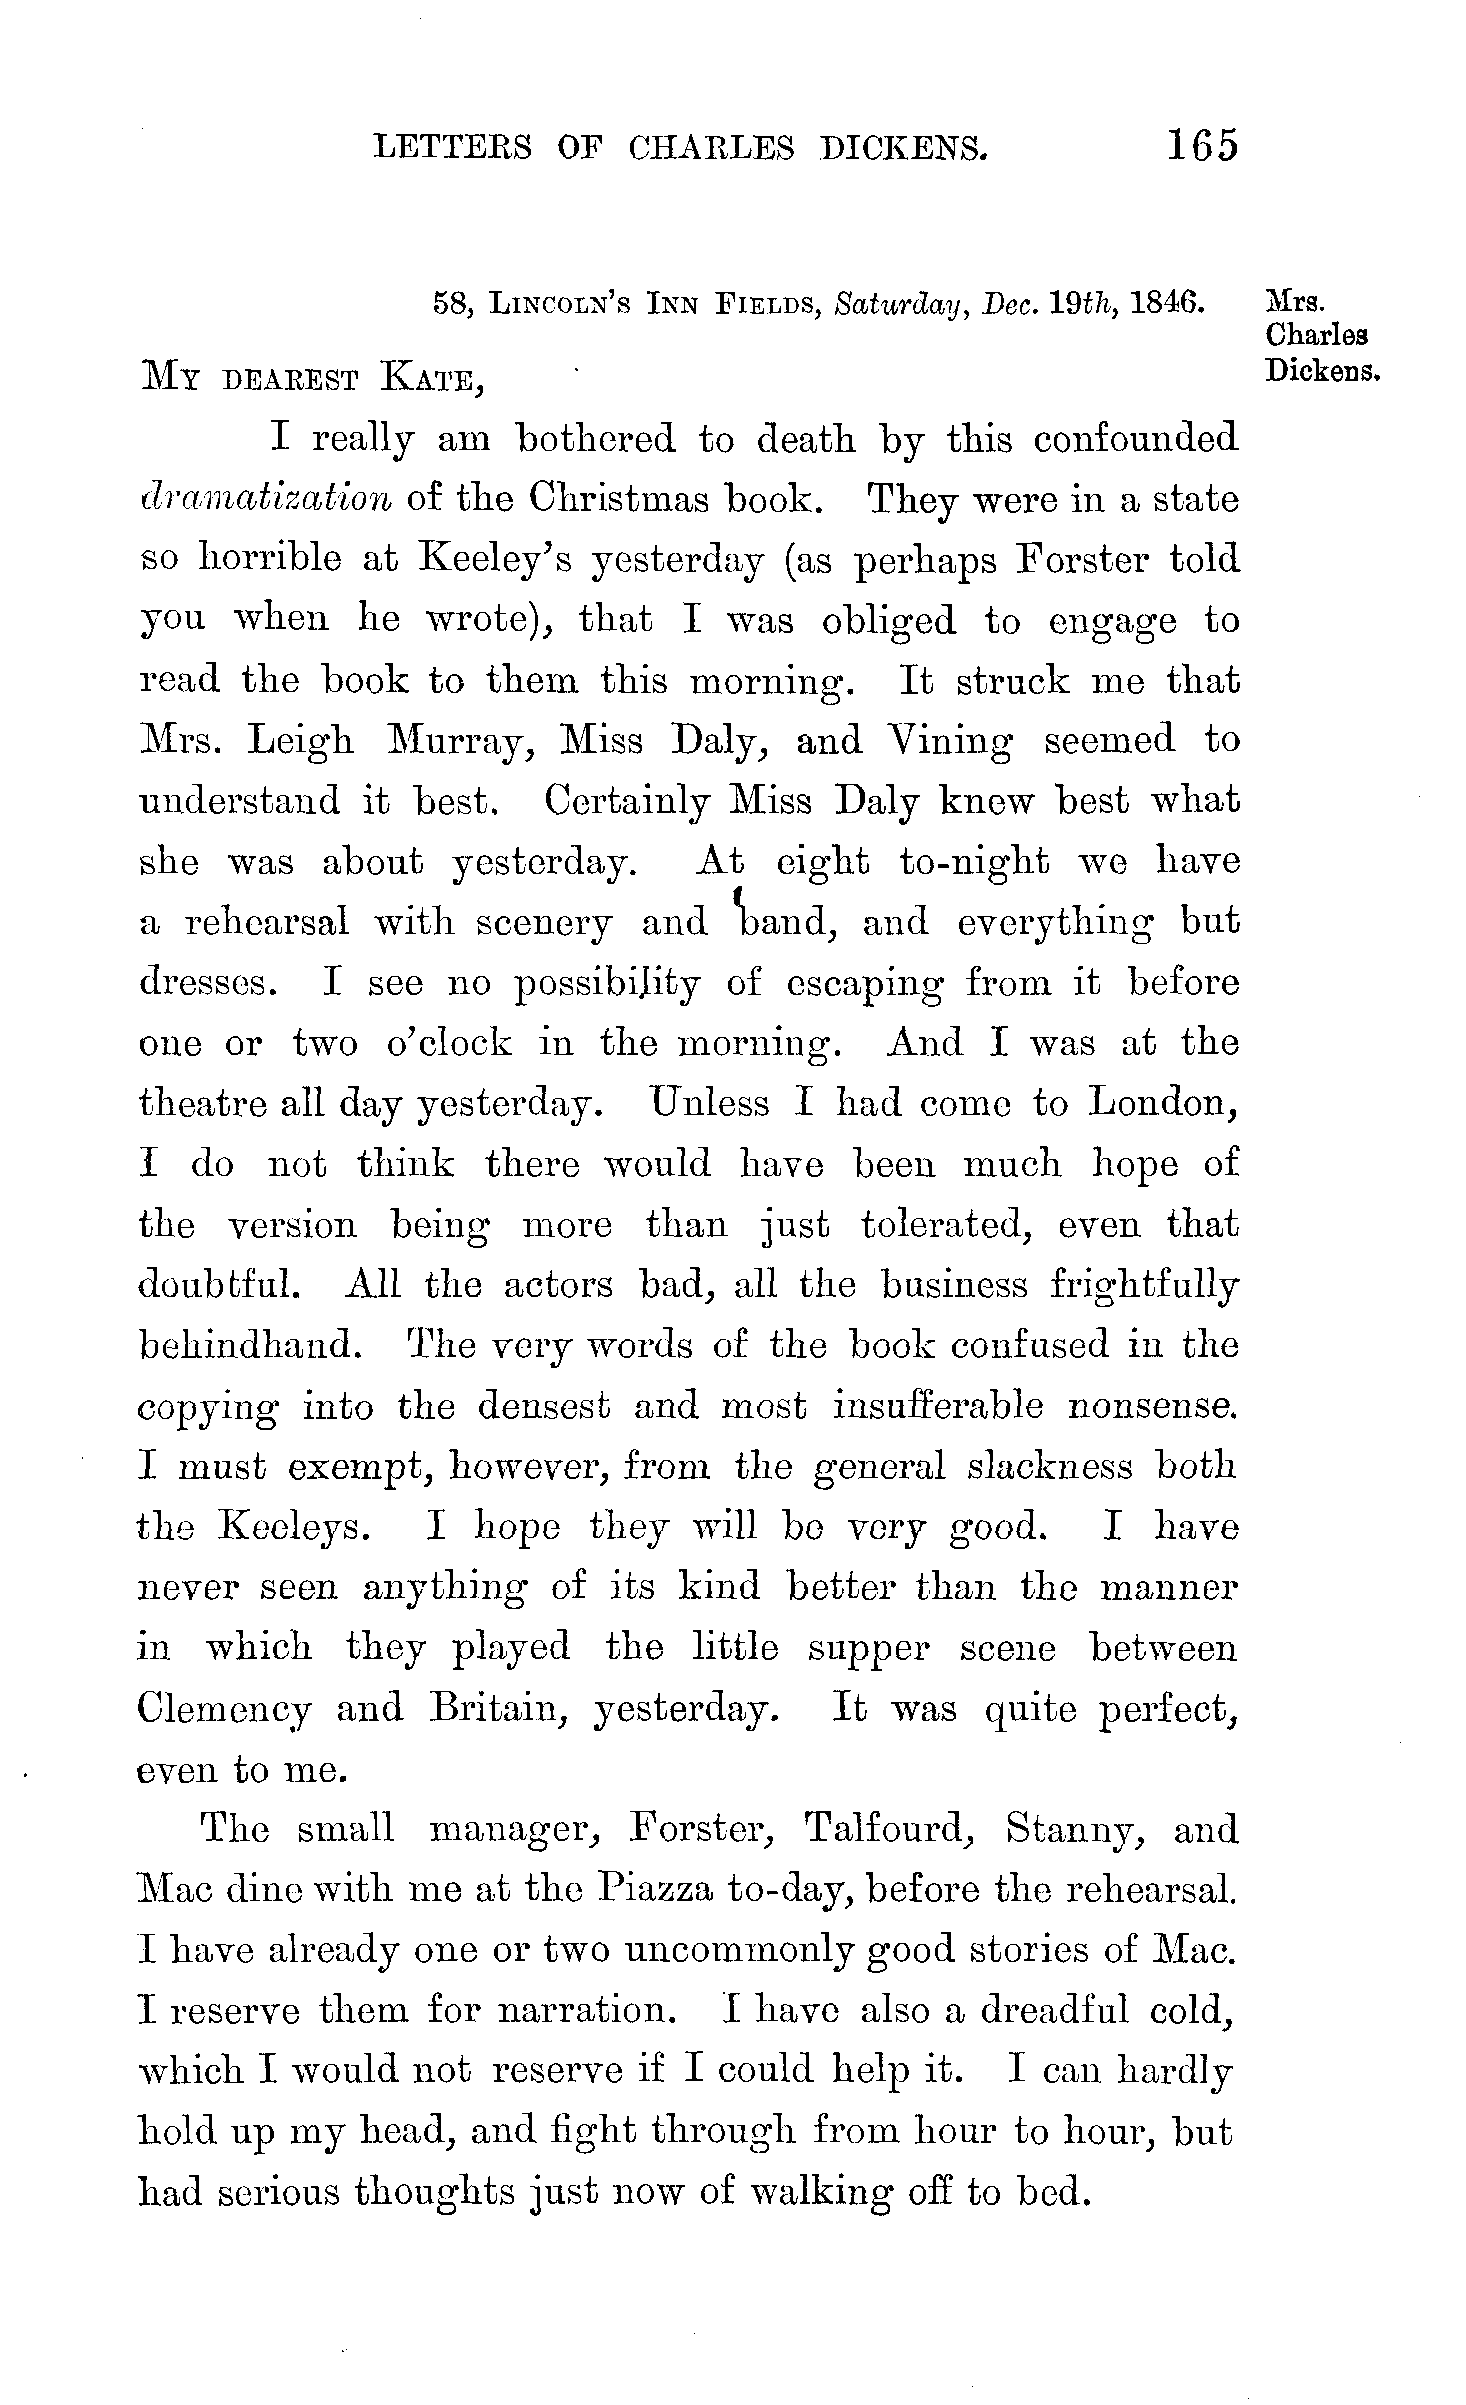 LETTERS OF CHARLES DICKENS. 165
58, Lincoln's Inn Fields, Saturday, Dec. 19th, 1846.
Mrs.
Charles
Dickens.
My dearest Kate,
I really am bothered to death by this confounded
dramatization of the Christmas book. They were in a state
so horrible at Keeley's yesterday (as perhaps Forster told
you when he wrote), that I was obliged to engage to
read the book to them this morning. It struck me that
Mrs. Leigh Murray, Miss Daly, and Vining seemed to
understand it best. Certainly Miss Daly knew best what
she was about yesterday. At eight to-night we have
a rehearsal with scenery and band, and everything but
dresses. I see no possibility of escaping from it before
one or two o'clock in the morning. And I was at the
theatre all day yesterday. Unless I had come to London,
I do not think there would have been much hope of
the version being more than just tolerated, even that
doubtful. All the actors bad, all the business frightfully
behindhand. The very words of the book confused in the
copying into the densest and most insufferable nonsense.
I must exempt, however, from the general slackness both
the Keeleys. I hope they will be very good. I have
never seen anything of its kind better than the manner
in which they played the little supper scene between
Clemency and Britain, yesterday. It was quite perfect,
even to me.
The small manager, Forster, Talfourd, Stanny, and
Mac dine with me at the Piazza to-day, before the rehearsal.
I have already one or two uncommonly good stories of Mac.
I reserve them for narration. I have also a dreadful cold,
which I would not reserve if I could help it. I can hardly
hold up my head, and fight through from hour to hour, but
had serious thoughts just now of walking off to bed.